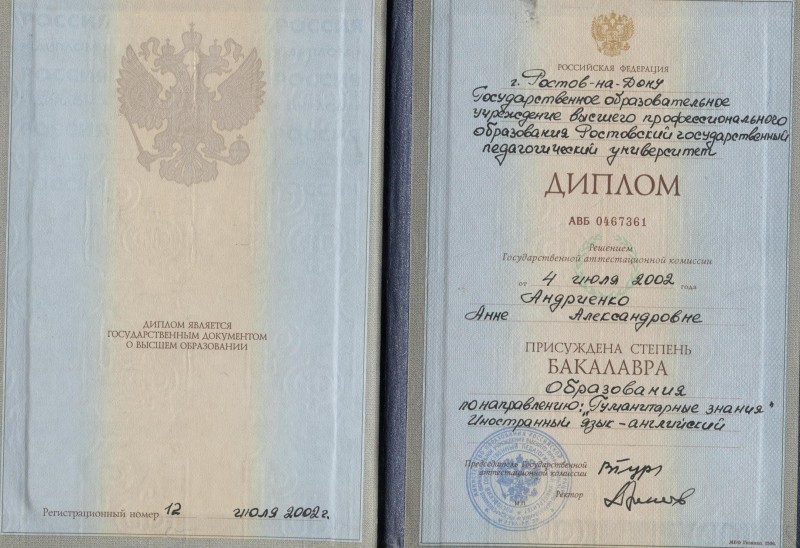 ДИПЛОМ ЯВЛЯЕТСЯ
ГОСУДАРСТВЕННЫМ ДОКУМЕНТОМ
О ВЫСШЕМ ОБРАЗОВАНИИ
Регистрационный номер 12 июля 2002 г.
РОССИЙСКАЯ ФЕДЕРАЦИЯ
г. Ростов-на-Дону
Государственное образовательное
учреждение высшего профессионального
образования Ростовский государственный
педагогический университет
ДИПЛОМ
АВБ 0467361
Решением
Государственной аттестационной комиссии
от 4 июля 2002 года
Андриенко
Анне Александровне
ПРИСУЖДЕНА СТЕПЕНЬ
БАКАЛАВРА
Образования
по направлению: "Гуманитарные знания"
Иностранный язык - английский
Председатель Государственной
аттестационной комиссии
Ректор